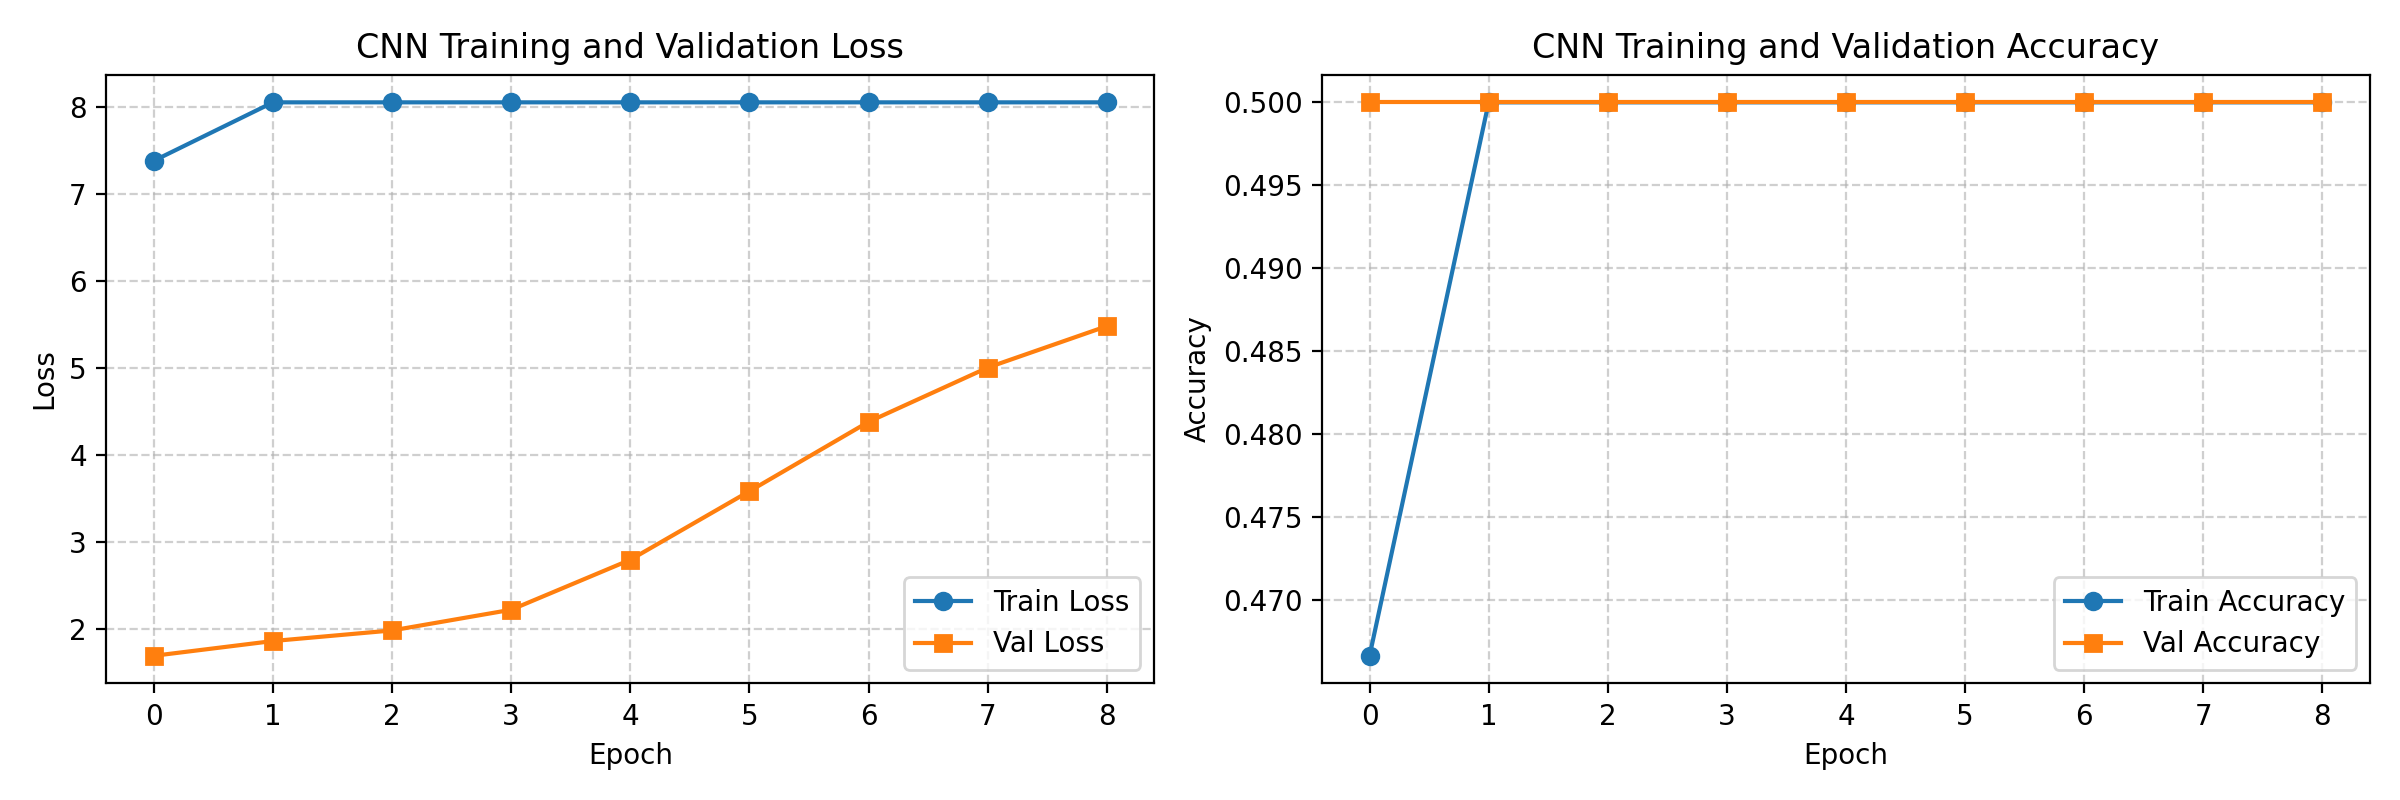 CNN Training and Validation Loss
8
7
6
5
4
3
2
Loss
0 1 2 3 4 5 6 7 8
Epoch
Train Loss
Val Loss
CNN Training and Validation Accuracy
0.500
0.495
0.490
0.485
0.480
0.475
0.470
Accuracy
0 1 2 3 4 5 6 7 8
Epoch
Train Accuracy
Val Accuracy